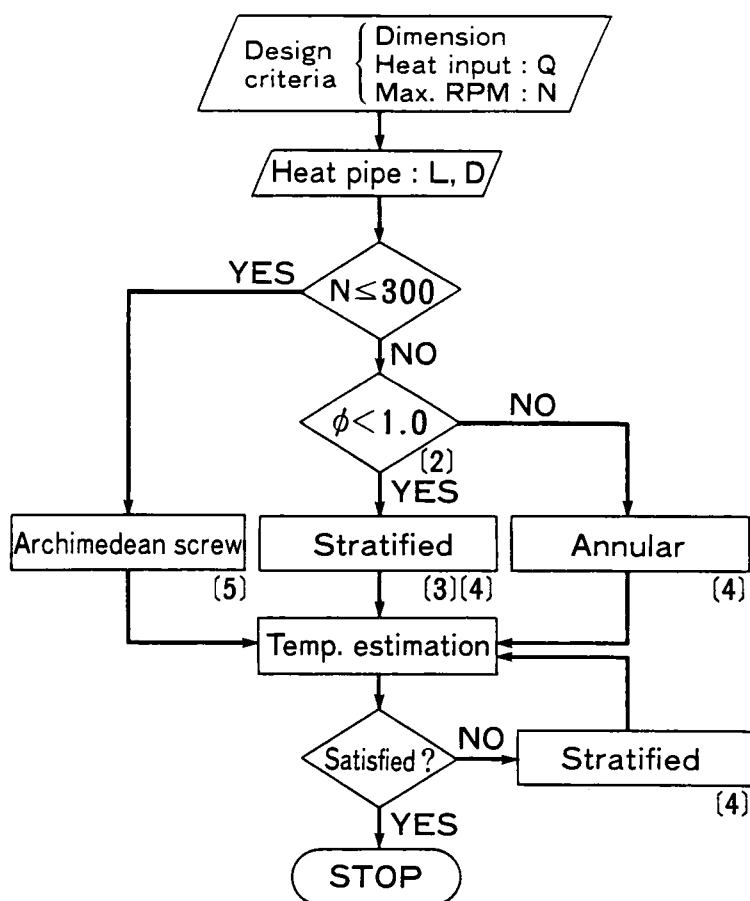 Design criteria
Dimension
Heat input : Q
Max. RPM : N
Heat pipe : L, D
YES
N≤300
NO
ϕ<1.0
NO
[2]
YES
Archimedean screw
Stratified
Annular
[5]
[3][4]
[4]
Temp. estimation
Satisfied ?
NO
Stratified
[4]
YES
STOP